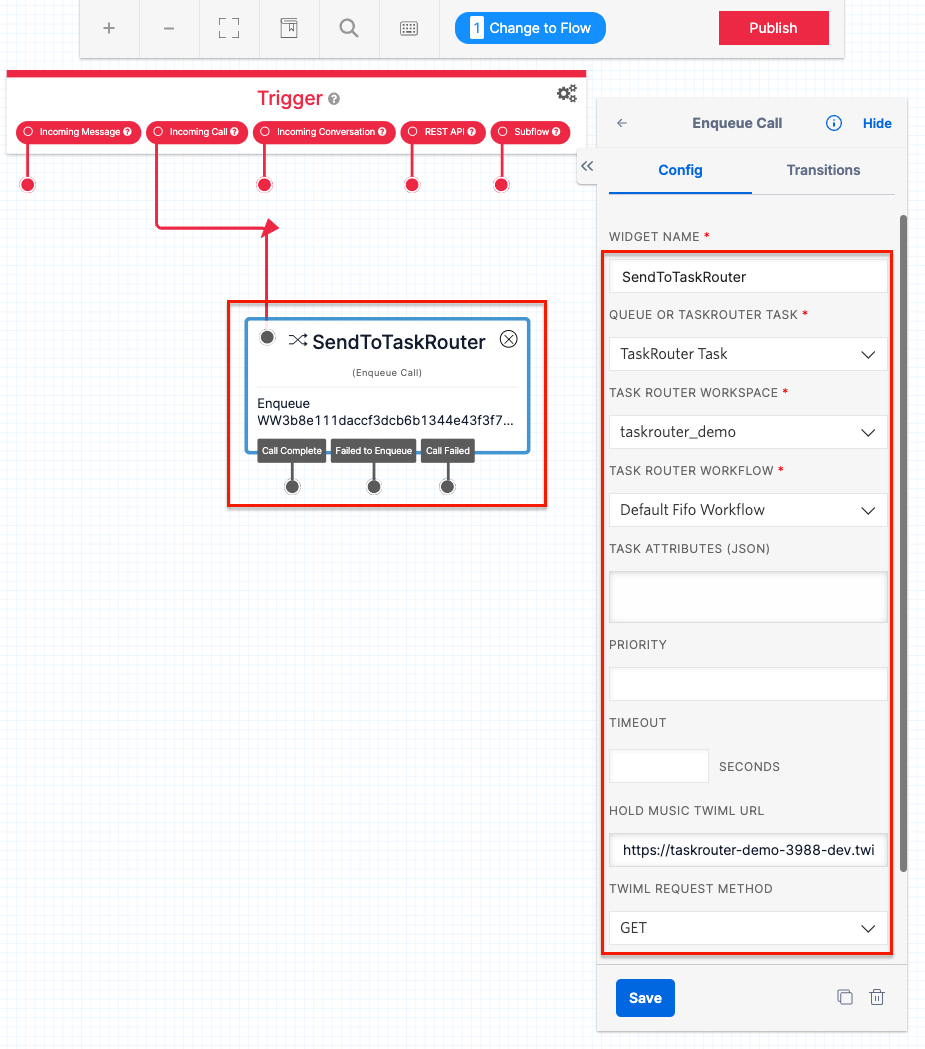 1 Change to Flow
Publish
Trigger
Incoming Message
Incoming Call
Incoming Conversation
REST API
Subflow
SendToTaskRouter
(Enqueue Call)
Enqueue
WW3b8e111daccf3dcb6b1344e43f3f7...
Call Complete
Failed to Enqueue
Call Failed
Enqueue Call
Hide
Config
Transitions
WIDGET NAME *
SendToTaskRouter
QUEUE OR TASKROUTER TASK *
TaskRouter Task
TASK ROUTER WORKSPACE *
taskrouter_demo
TASK ROUTER WORKFLOW *
Default Fifo Workflow
TASK ATTRIBUTES (JSON)
PRIORITY
TIMEOUT
SECONDS
HOLD MUSIC TWIML URL
https://taskrouter-demo-3988-dev.twi
TWIML REQUEST METHOD
GET
Save